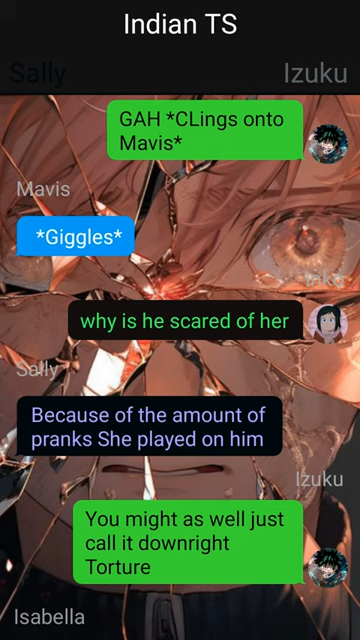 Indian TS
Sally
Izuku
GAH *CLings onto
Mavis*
Mavis
*Giggles*
Inko
why is he scared of her
Sally
Because of the amount of
pranks She played on him
Izuku
You might as well just
call it downright
Torture
Isabella